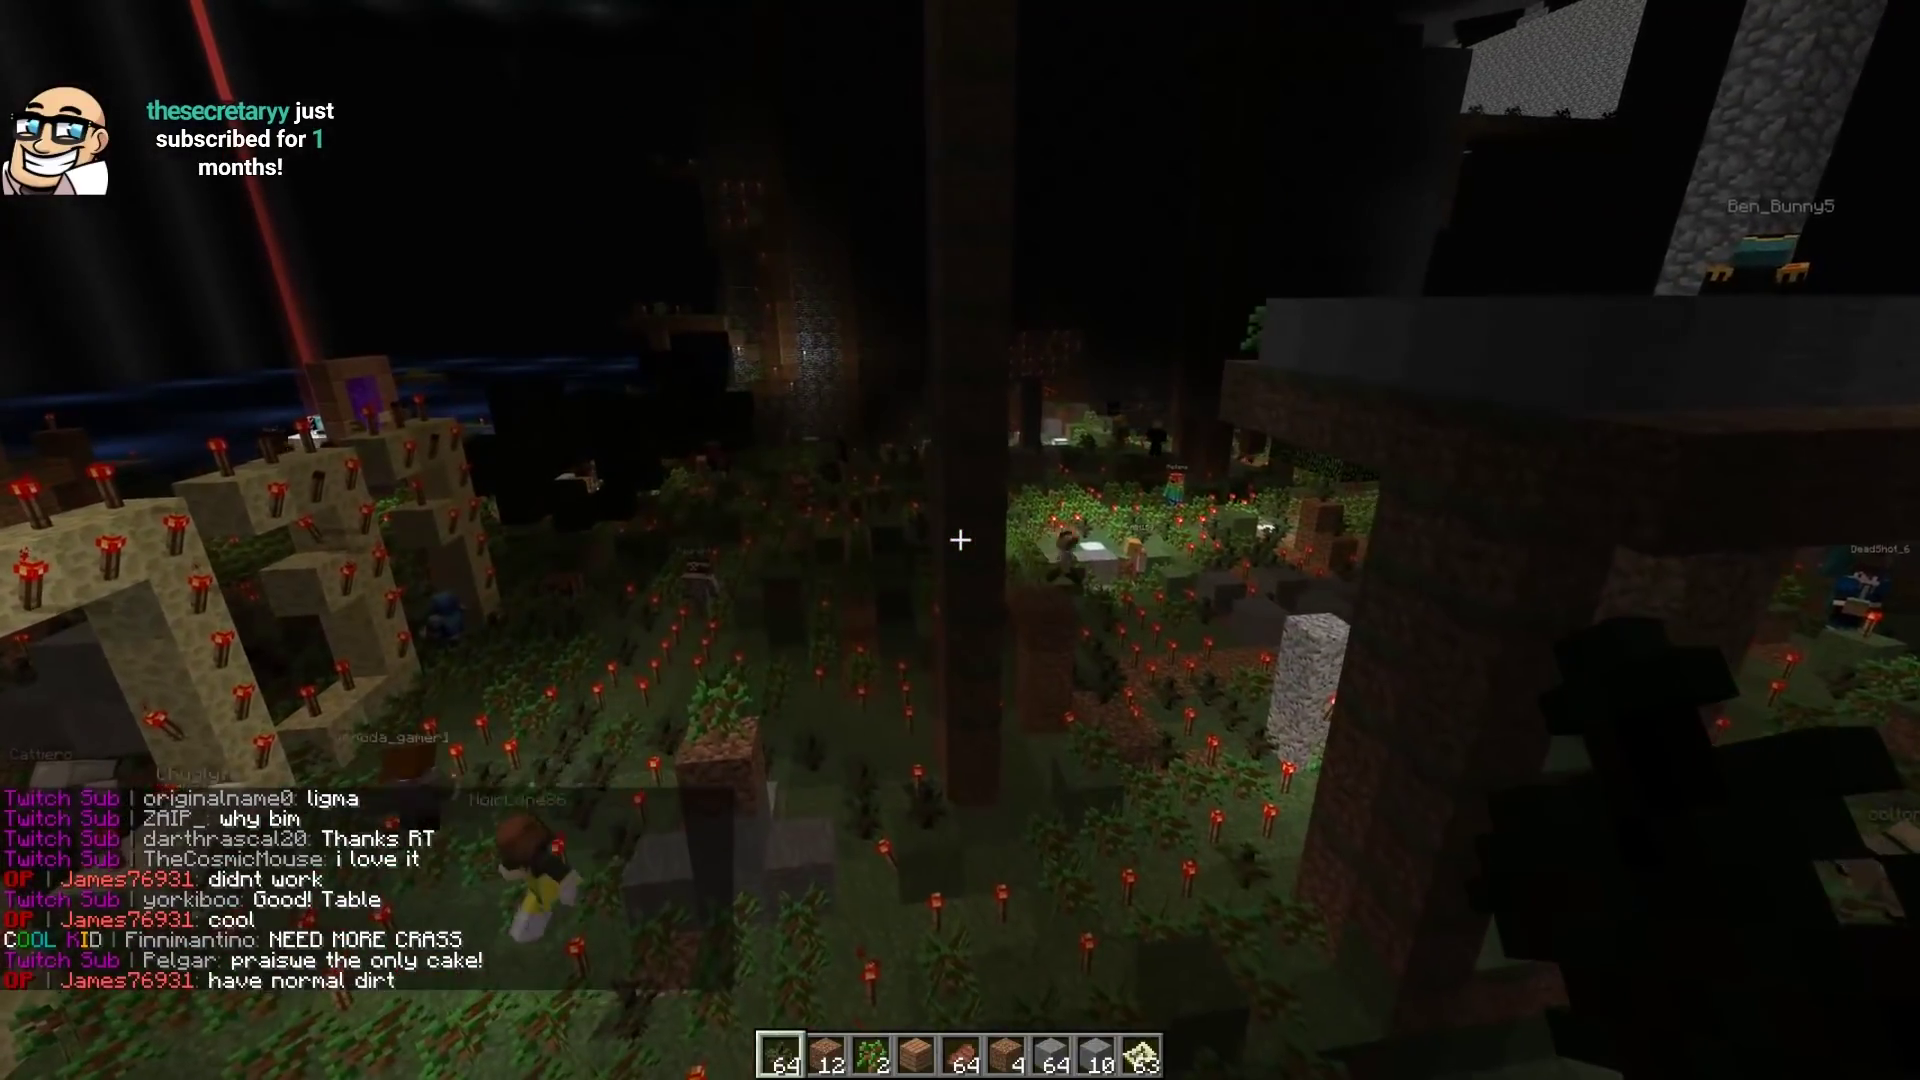 thesecretaryy just
subscribed for 1
months!
Ben_Bunny5
DeadShot_6
Cattiero
Twitch Sub | originalname0: ligma
Twitch Sub | ZAIP_: why bim
Twitch Sub | darthrascal20: Thanks RT
Twitch Sub | TheCosmicMouse: i love it
OP | James76931: didnt work
Twitch Sub | yorkiboo: Good! Table
OP | James76931: cool
COOL KID | Finnimantino: NEED MORE CRASS
Twitch Sub | Pelgar: praiswe the only cake!
OP | James76931: have normal dirt
64 12 2 64 4 64 10 63